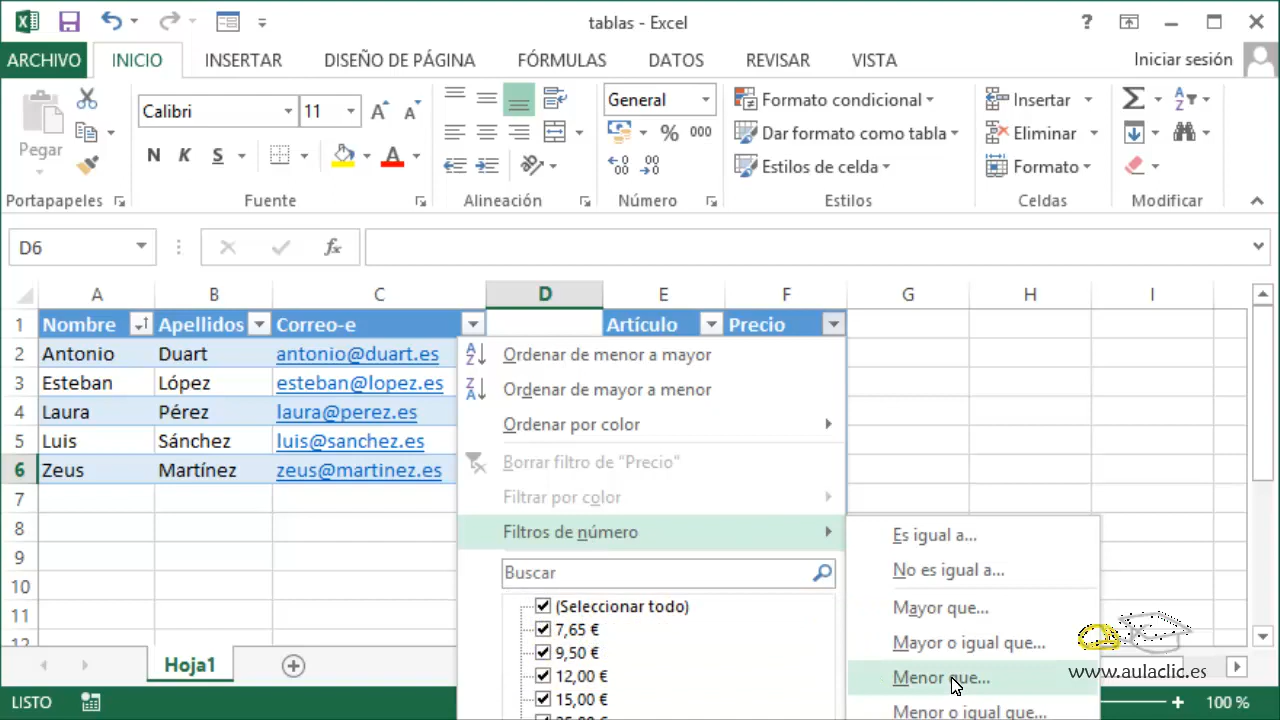 tablas - Excel
ARCHIVO INICIO INSERTAR DISEÑO DE PÁGINA FÓRMULAS DATOS REVISAR VISTA Iniciar sesión
Pegar
Calibri 11
N K S
General
% 000
Formato condicional
Dar formato como tabla
Estilos de celda
Insertar
Eliminar
Formato
Portapapeles Fuente Alineación Número Estilos Celdas Modificar
D6 fx
A B C D E F G H I
1 Nombre Apellidos Correo-e Artículo Precio
2 Antonio Duart antonio@duart.es
3 Esteban López esteban@lopez.es
4 Laura Pérez laura@perez.es
5 Luis Sánchez luis@sanchez.es
6 Zeus Martínez zeus@martinez.es
7
8
9
10
11
12
Ordenar de menor a mayor
Ordenar de mayor a menor
Ordenar por color
Borrar filtro de "Precio"
Filtrar por color
Filtros de número
Buscar
(Seleccionar todo)
7,65 €
9,50 €
12,00 €
15,00 €
Es igual a...
No es igual a...
Mayor que...
Mayor o igual que...
Menor que...
Menor o igual que...
www.aulaclic.es
Hoja1
LISTO 100 %